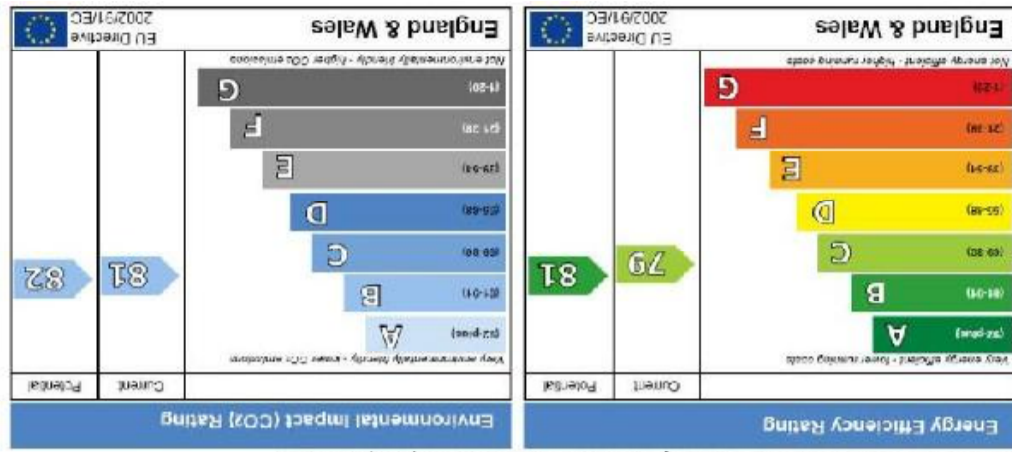 Energy Efficiency Rating
Current Potential
Very energy efficient - lower running costs
(92-plus) A
(81-91) B
(69-80) C
79
81
(55-68) D
(39-54) E
(21-38) F
(1-20) G
Not energy efficient - higher running costs
England & Wales
EU Directive
2002/91/EC
Environmental Impact (CO2) Rating
Current Potential
Very environmentally friendly - lower CO2 emissions
(92-plus) A
(81-91) B
(69-80) C
81
82
(55-68) D
(39-54) E
(21-38) F
(1-20) G
Not environmentally friendly - higher CO2 emissions
England & Wales
EU Directive
2002/91/EC